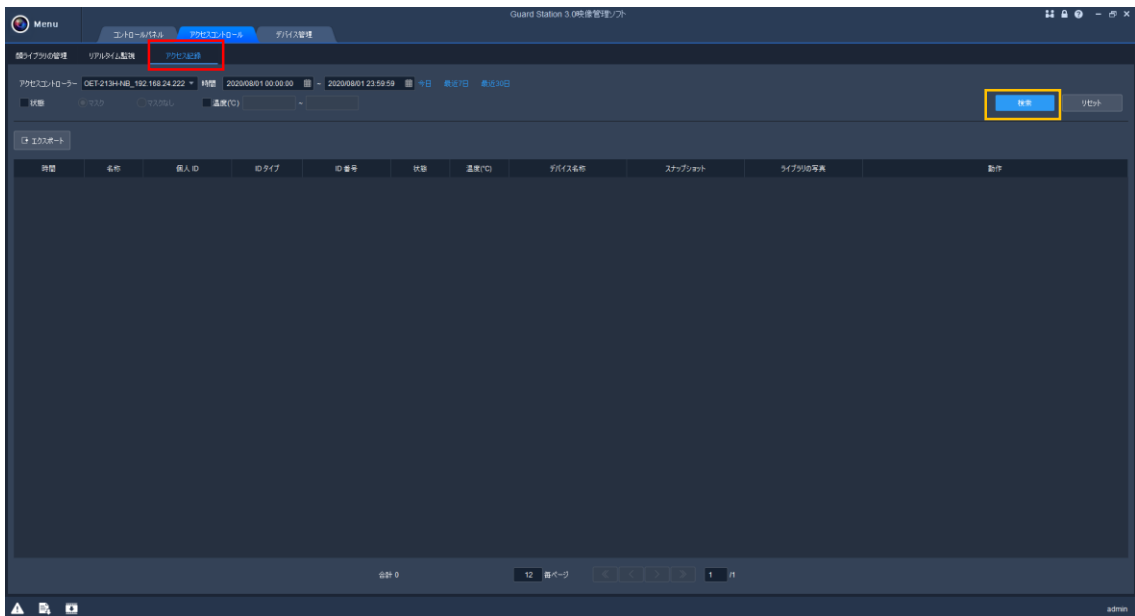 Guard Station 3.0映像管理ソフト
Menu
コントロールパネル アクセスコントロール デバイス管理
顔ライブラリの管理 リアルタイム監視 アクセス記録
アクセスコントローラー OET-213H-NB_192.168.24.222 時間 2020/08/01 00:00:00 - 2020/08/01 23:59:59 今日 最近7日 最近30日
状態 マスク マスクなし 温度(℃) - 検索 リセット
エクスポート
時間 名称 個人 ID ID タイプ ID 番号 状態 温度(℃) デバイス名称 スナップショット ライブラリの写真 動作
合計 0 12 毎ページ 1 /1
admin